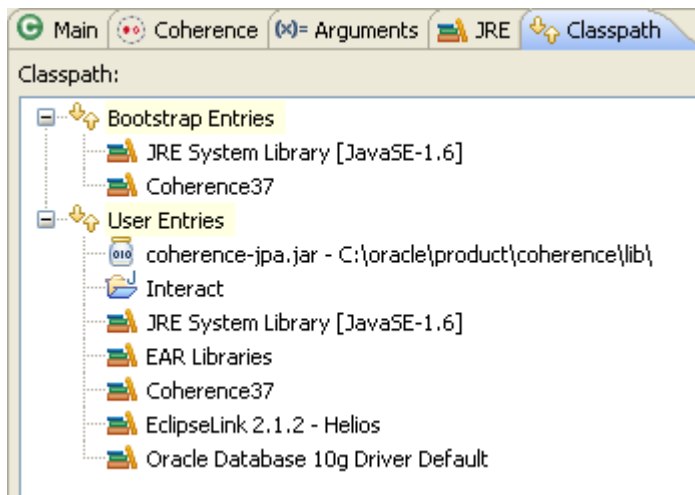 Main Coherence (x)= Arguments JRE Classpath
Classpath:
Bootstrap Entries
JRE System Library [JavaSE-1.6]
Coherence37
User Entries
coherence-jpa.jar - C:\oracle\product\coherence\lib\
Interact
JRE System Library [JavaSE-1.6]
EAR Libraries
Coherence37
EclipseLink 2.1.2 - Helios
Oracle Database 10g Driver Default